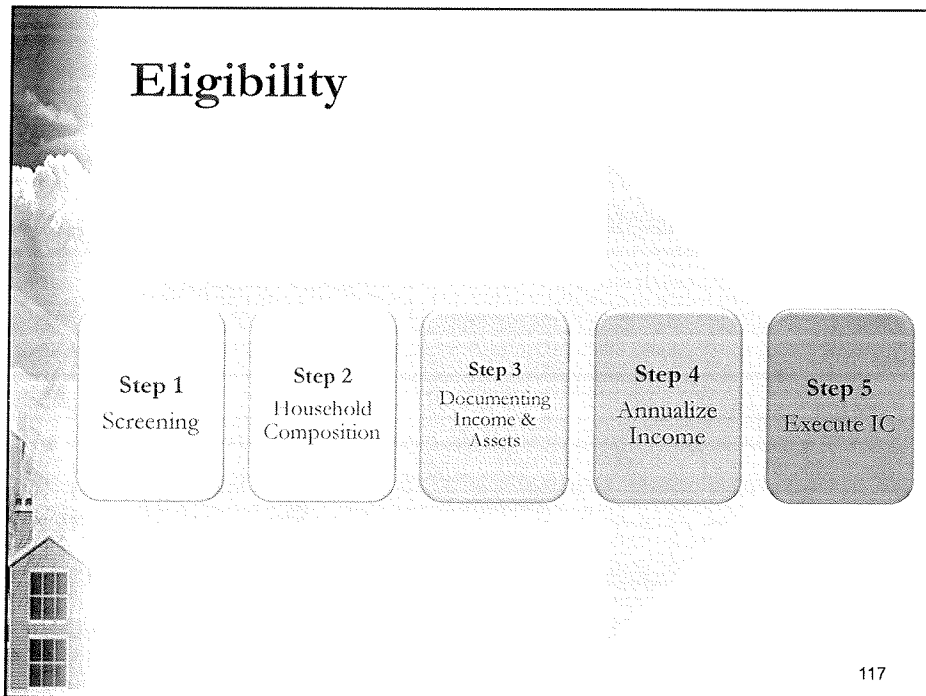 Eligibility
Step 1
Screening
Step 2
Household
Composition
Step 3
Documenting
Income &
Assets
Step 4
Annualize
Income
Step 5
Execute IC
117